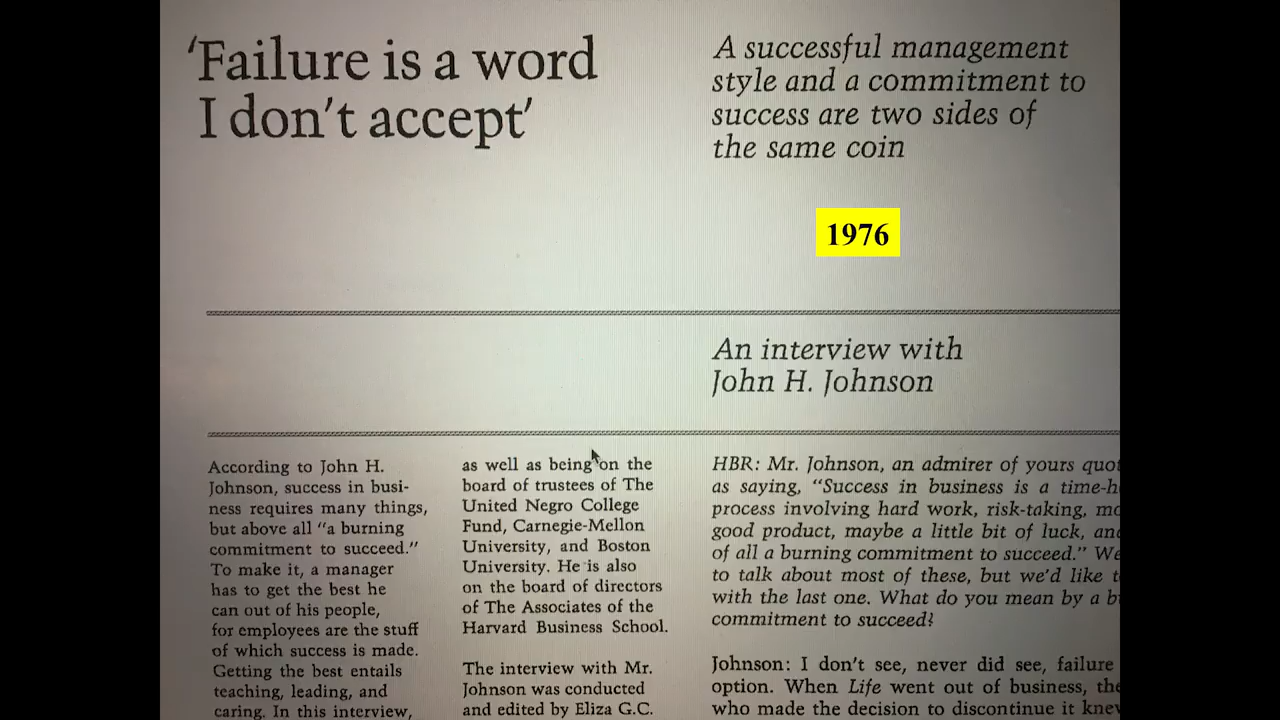 'Failure is a word
I don't accept'
A successful management
style and a commitment to
success are two sides of
the same coin
1976
An interview with
John H. Johnson
According to John H.
Johnson, success in busi-
ness requires many things,
but above all "a burning
commitment to succeed."
To make it, a manager
has to get the best he
can out of his people,
for employees are the stuff
of which success is made.
Getting the best entails
teaching, leading, and
caring. In this interview,
as well as being on the
board of trustees of The
United Negro College
Fund, Carnegie-Mellon
University, and Boston
University. He is also
on the board of directors
of The Associates of the
Harvard Business School.
The interview with Mr.
Johnson was conducted
and edited by Eliza G.C.
HBR: Mr. Johnson, an admirer of yours
as saying, "Success in business is a
process involving hard work, risk-taking,
good product, maybe a little bit of luck,
of all a burning commitment to succeed."
to talk about most of these, but we'd like
with the last one. What do you mean by a
commitment to succeed?
Johnson: I don't see, never did see, failure
option. When Life went out of business,
who made the decision to discontinue it